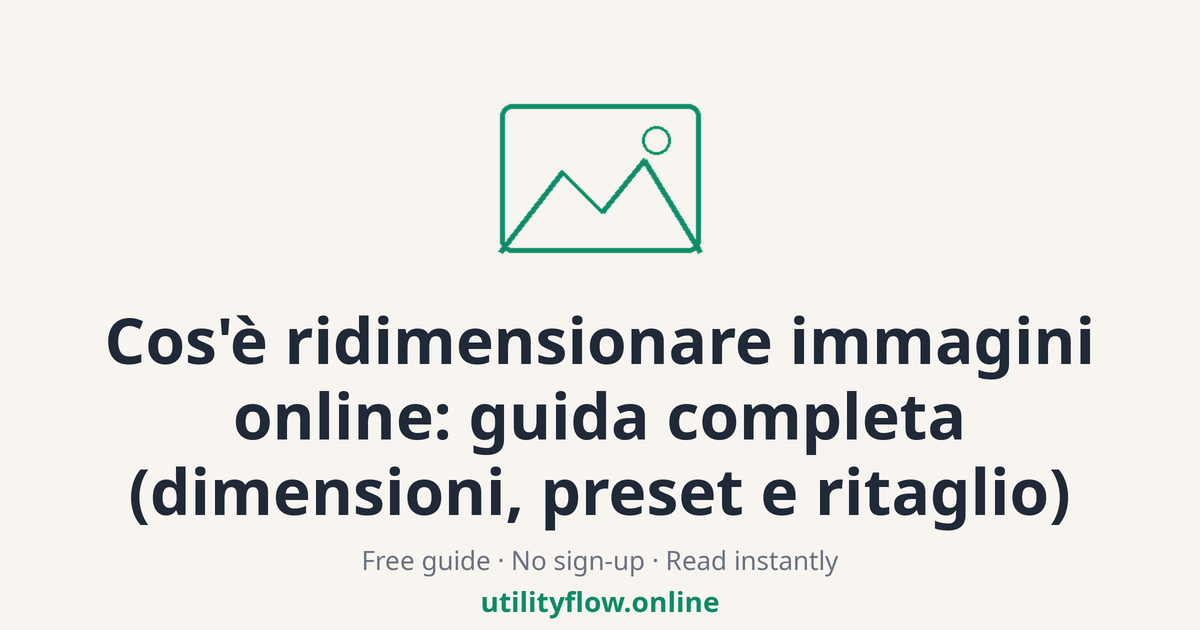 Cos'è ridimensionare immagini
online: guida completa
(dimensioni, preset e ritaglio)
Free guide · No sign-up · Read instantly
utilityflow.online